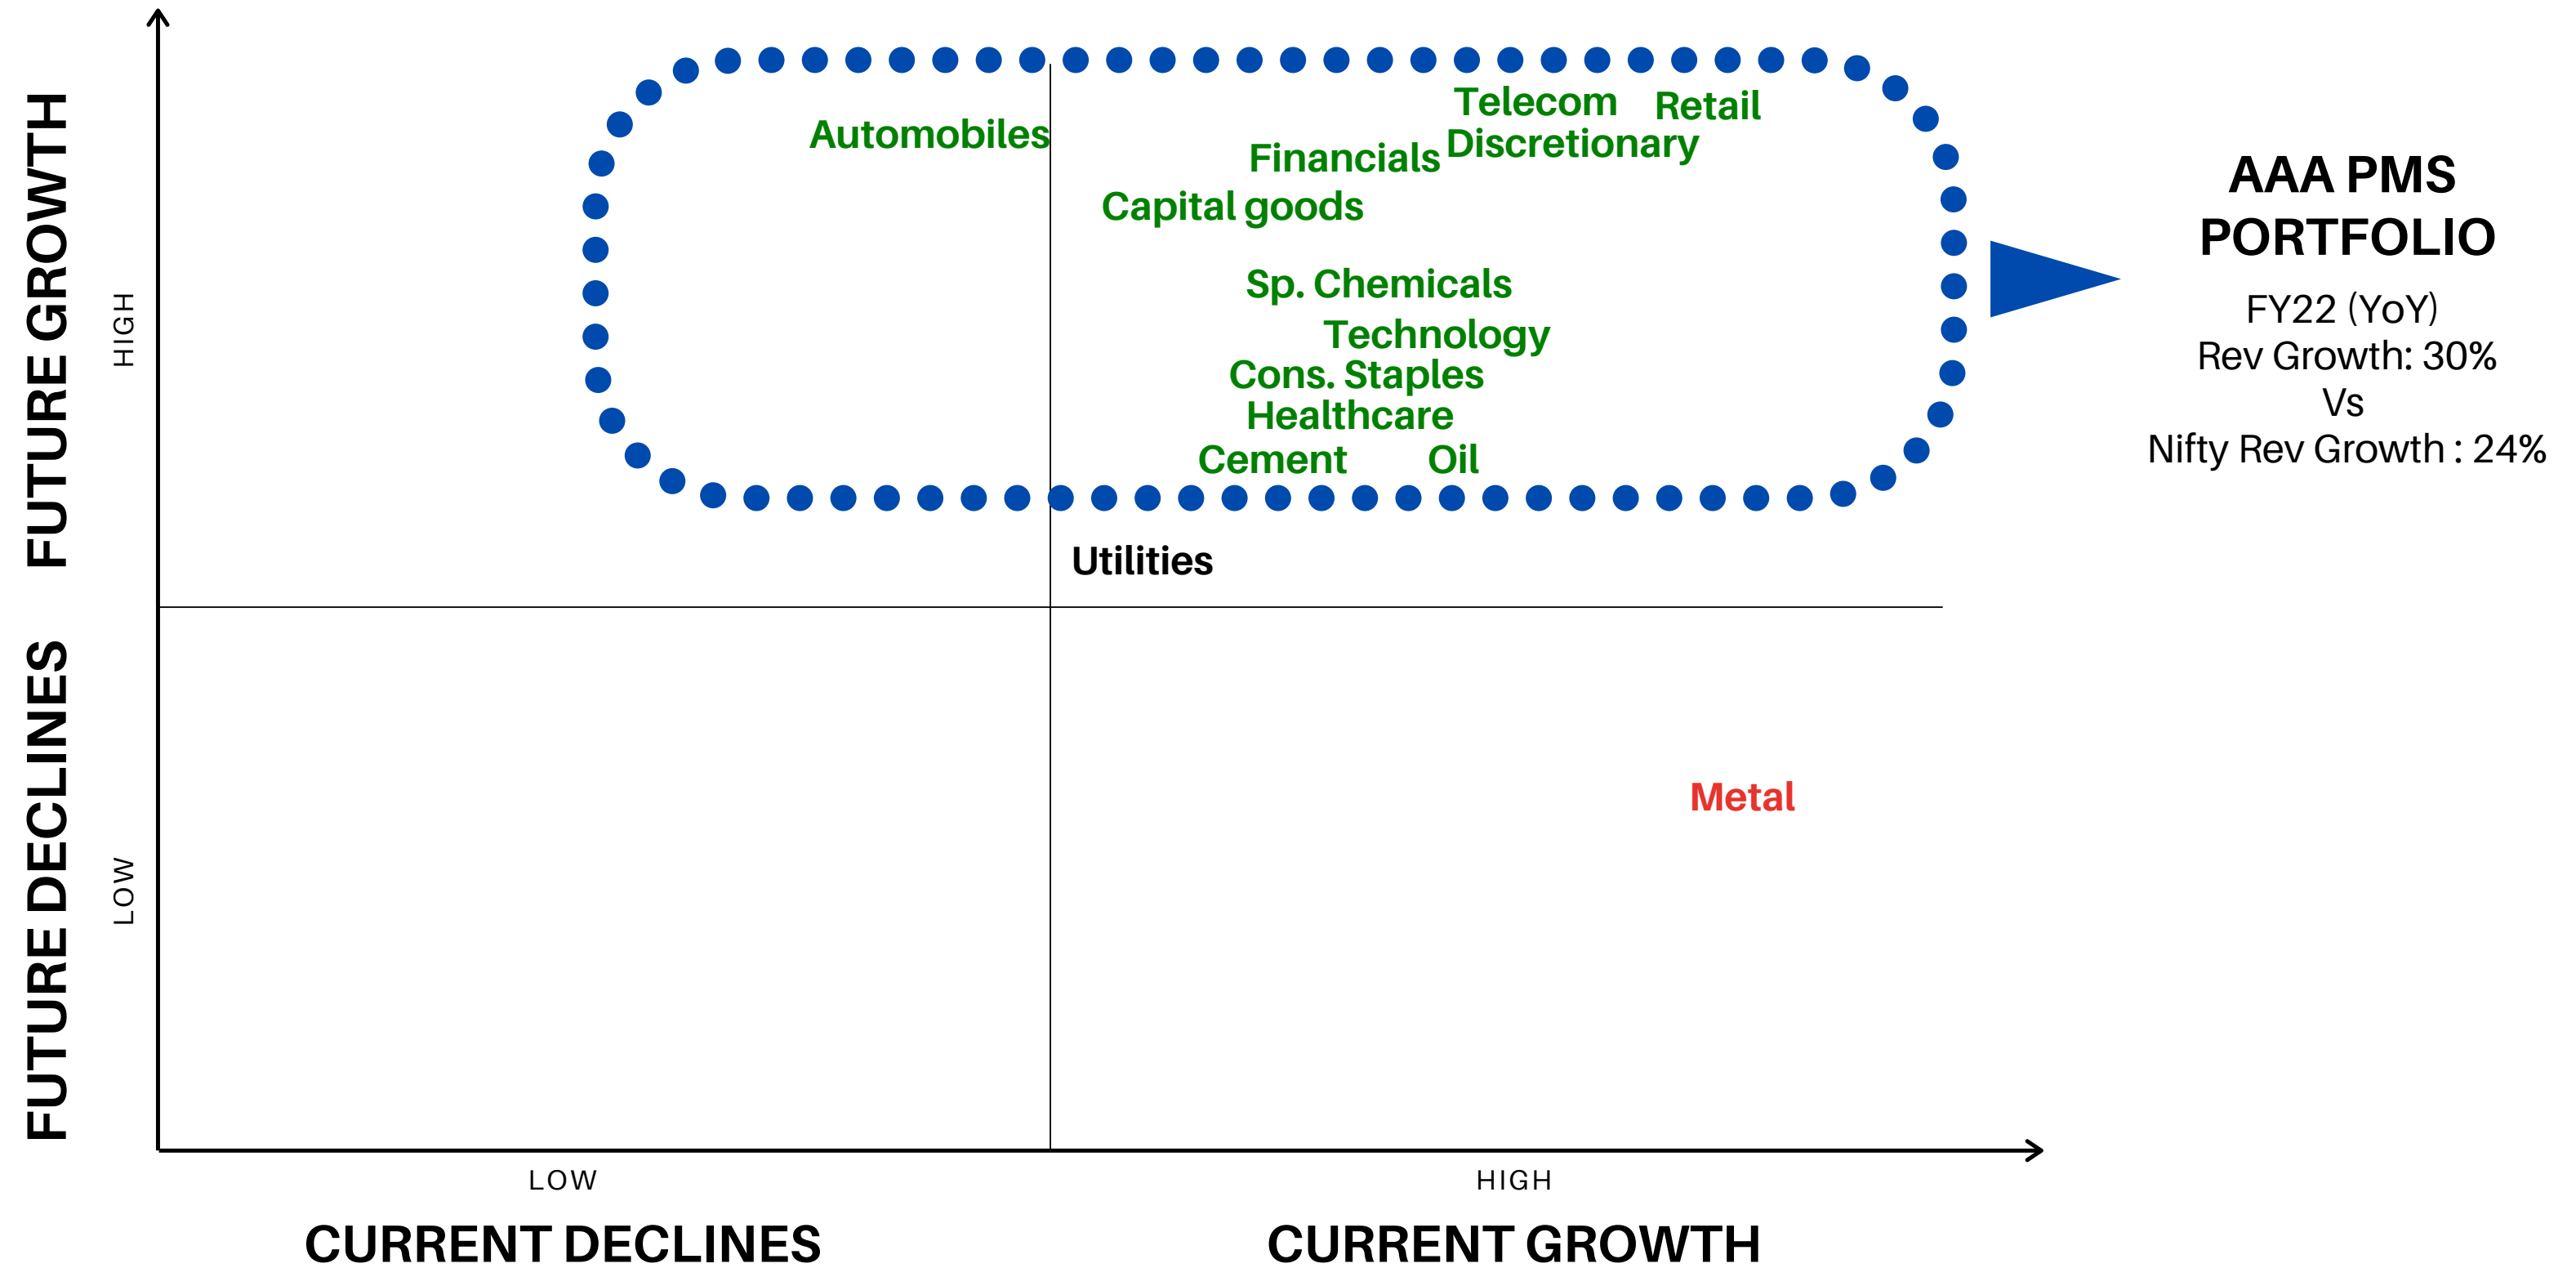 FUTURE GROWTH
HIGH
Automobiles
Telecom
Retail
Discretionary
Financials
Capital goods
Sp. Chemicals
Technology
Cons. Staples
Healthcare
Cement
Oil
Utilities
AAA PMS
PORTFOLIO
FY22 (YoY)
Rev Growth: 30%
Vs
Nifty Rev Growth : 24%
FUTURE DECLINES
LOW
Metal
LOW
HIGH
CURRENT DECLINES
CURRENT GROWTH